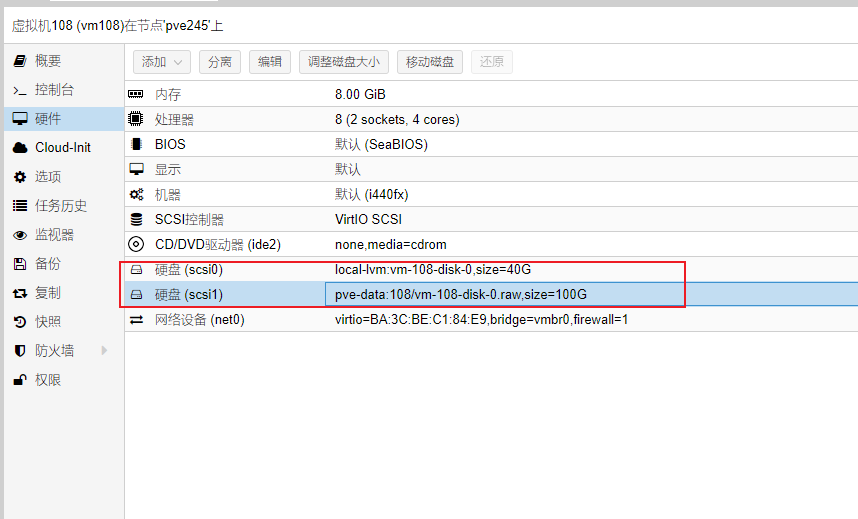 虚拟机108 (vm108)在节点'pve245'上
概要
控制台
硬件
Cloud-Init
选项
任务历史
监视器
备份
复制
快照
防火墙
权限
添加 分离 编辑 调整磁盘大小 移动磁盘 还原
内存 8.00 GiB
处理器 8 (2 sockets, 4 cores)
BIOS 默认 (SeaBIOS)
显示 默认
机器 默认 (i440fx)
SCSI控制器 VirtIO SCSI
CD/DVD驱动器 (ide2) none,media=cdrom
硬盘 (scsi0) local-lvm:vm-108-disk-0,size=40G
硬盘 (scsi1) pve-data:108/vm-108-disk-0.raw,size=100G
网络设备 (net0) virtio=BA:3C:BE:C1:84:E9,bridge=vmbr0,firewall=1